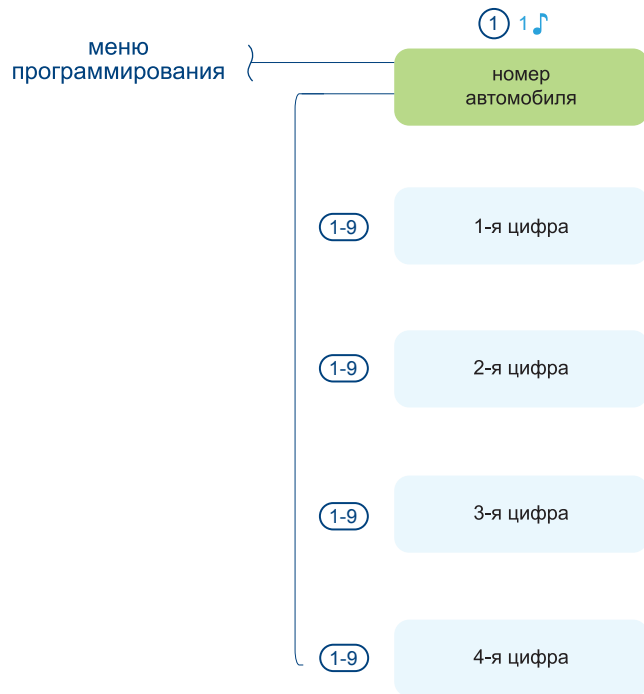 1 1
меню
программирования
номер
автомобиля
1-9 1-я цифра
1-9 2-я цифра
1-9 3-я цифра
1-9 4-я цифра